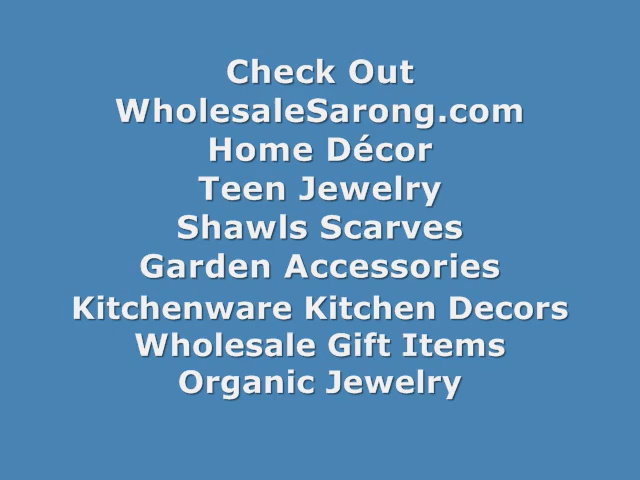 Check Out
WholesaleSarong.com
Home Décor
Teen Jewelry
Shawls Scarves
Garden Accessories
Kitchenware Kitchen Decors
Wholesale Gift Items
Organic Jewelry